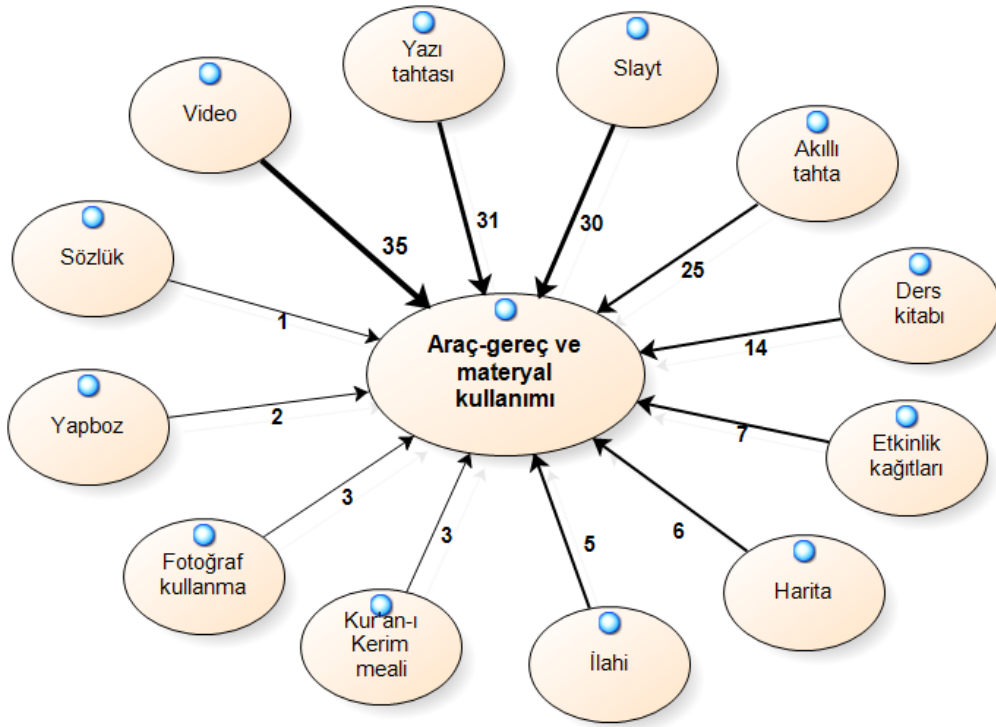 Yazı
tahtası
Slayt
Video
Akıllı
tahta
Sözlük
35
31
30
25
Ders
kitabı
1
Araç-gereç ve
materyal
kullanımı
14
Yapboz
2
7
Etkinlik
kağıtları
Fotoğraf
kullanma
3
3
5
6
Harita
Kur'an-ı
Kerim
meali
İlahi